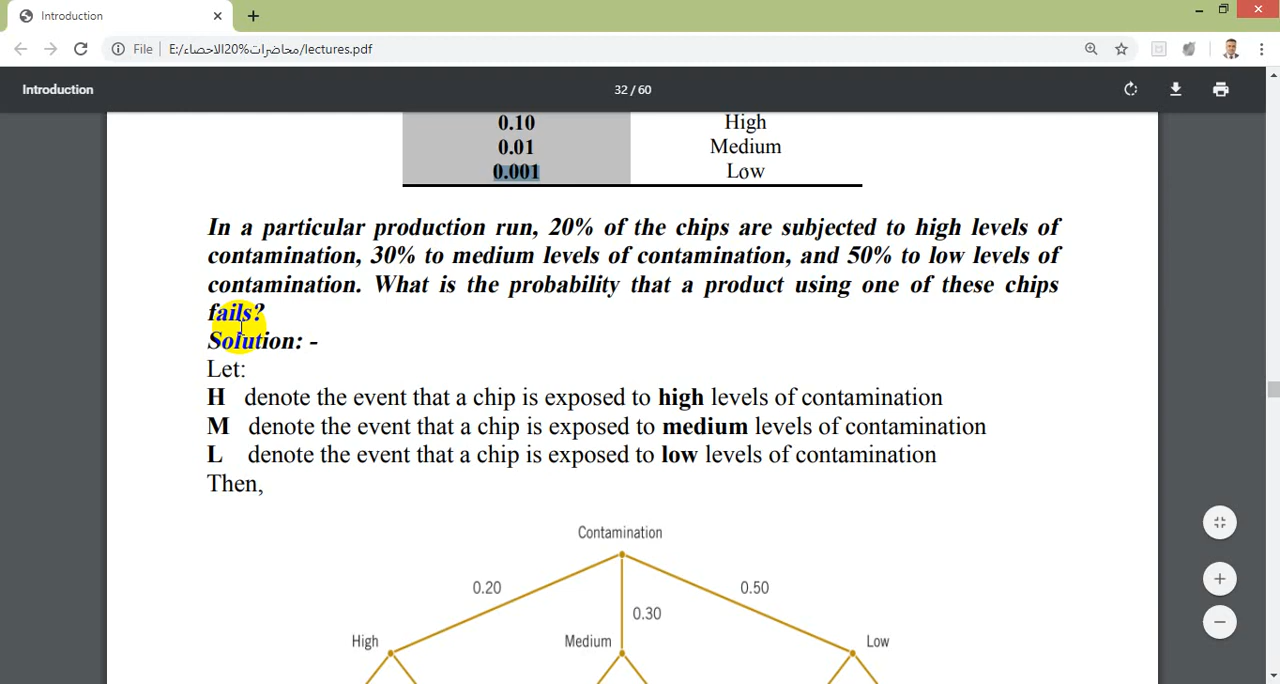 Introduction
File
E:/محاضرات%20الاحصاء/lectures.pdf
Introduction
32 / 60
0.10 High
0.01 Medium
0.001 Low
In a particular production run, 20% of the chips are subjected to high levels of
contamination, 30% to medium levels of contamination, and 50% to low levels of
contamination. What is the probability that a product using one of these chips
fails?
Solution: -
Let:
H denote the event that a chip is exposed to high levels of contamination
M denote the event that a chip is exposed to medium levels of contamination
L denote the event that a chip is exposed to low levels of contamination
Then,
Contamination
0.20 0.50
0.30
High Medium Low